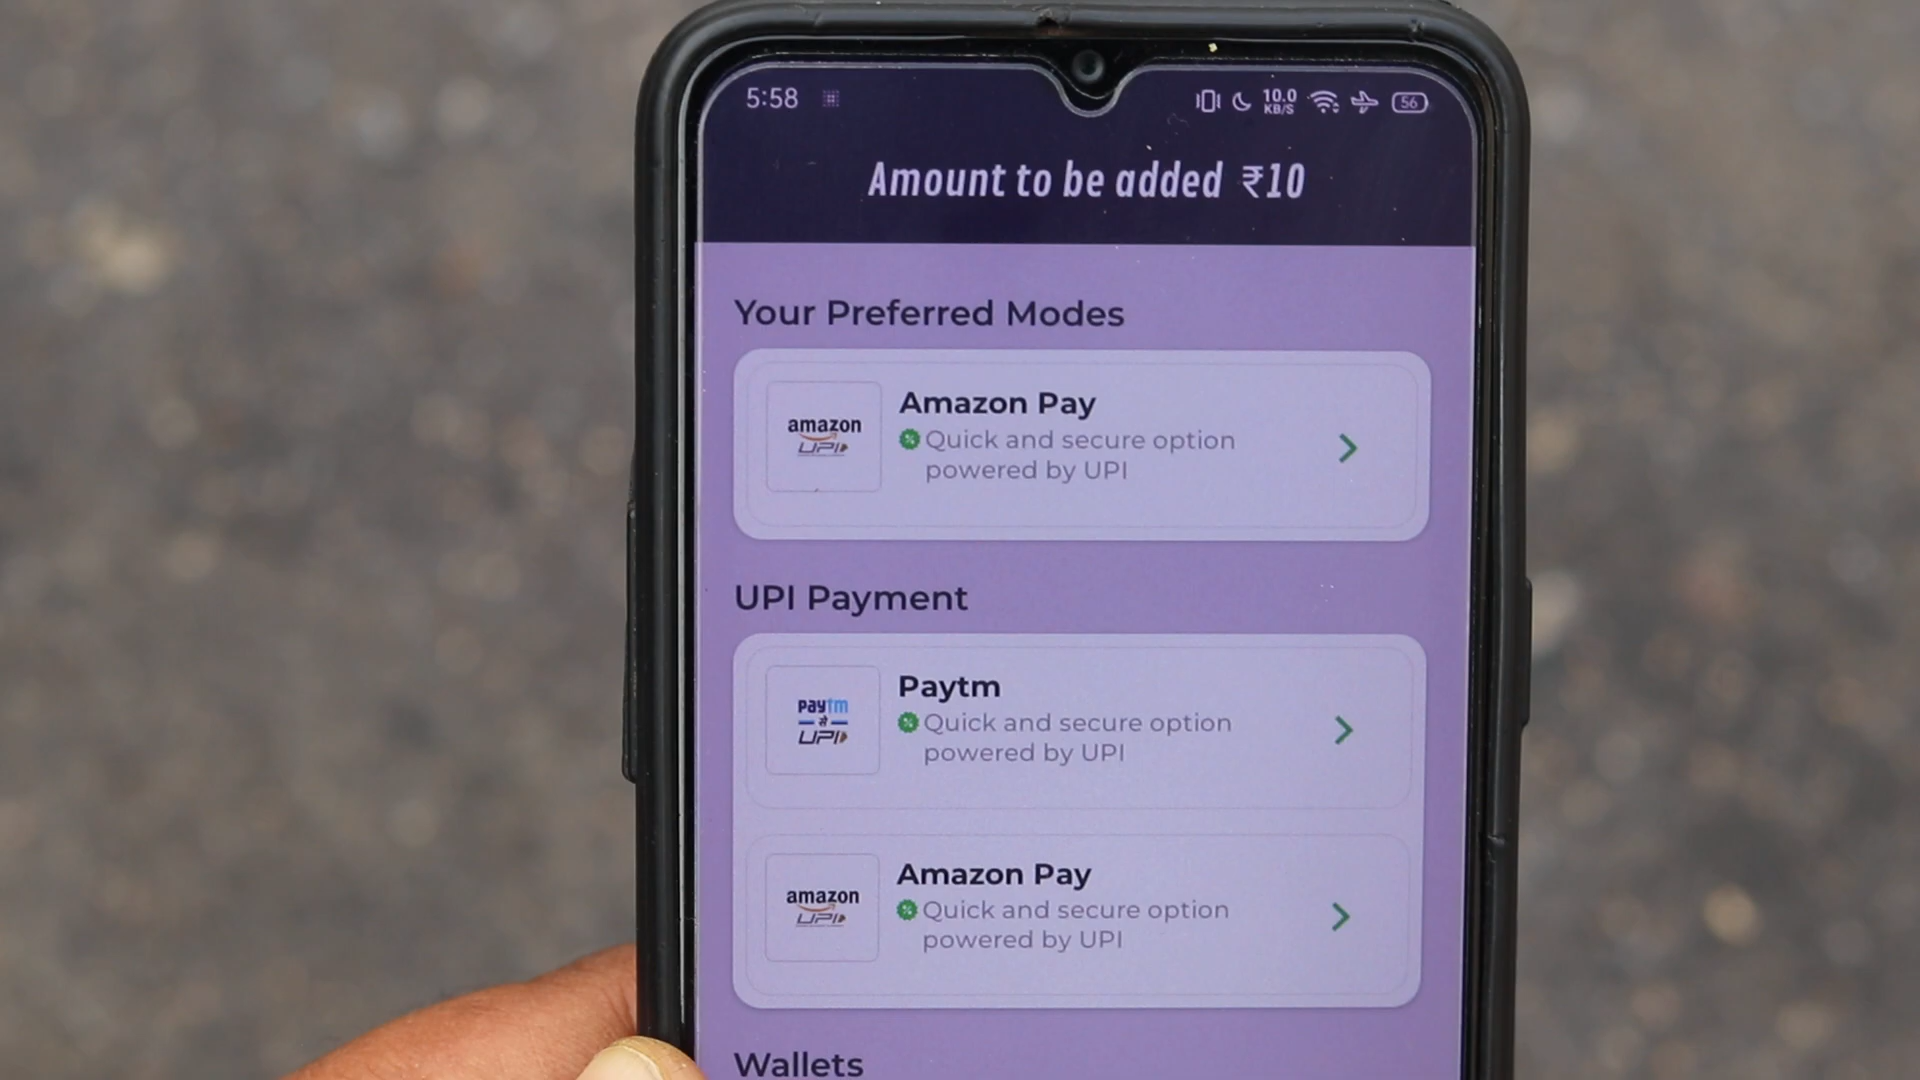 5:58
10.0
KB/S
56
Amount to be added ₹10
Your Preferred Modes
amazon
UPI
Amazon Pay
Quick and secure option
powered by UPI
UPI Payment
paytm
से
UPI
Paytm
Quick and secure option
powered by UPI
amazon
UPI
Amazon Pay
Quick and secure option
powered by UPI
Wallets